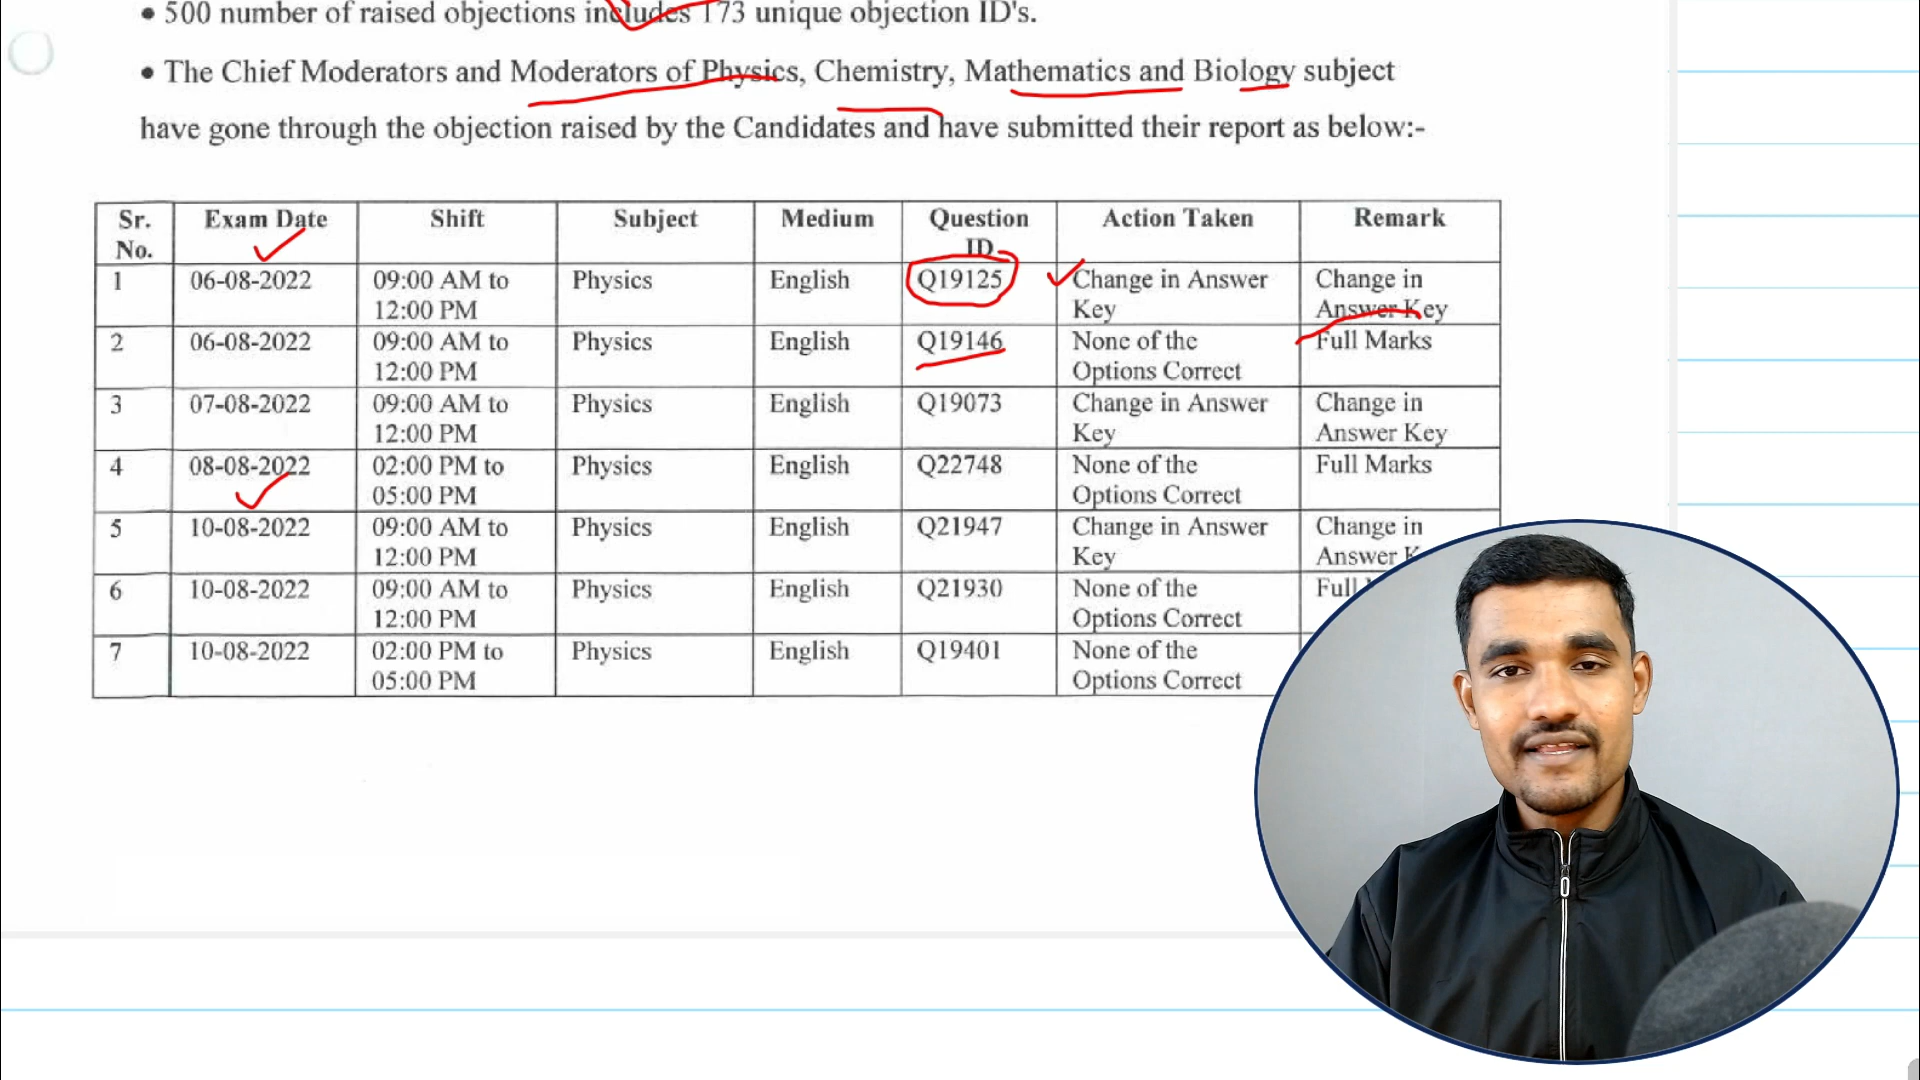 • 500 number of raised objections includes 173 unique objection ID's.
• The Chief Moderators and Moderators of Physics, Chemistry, Mathematics and Biology subject
have gone through the objection raised by the Candidates and have submitted their report as below:-
Sr. No. Exam Date Shift Subject Medium Question ID Action Taken Remark
1 06-08-2022 09:00 AM to 12:00 PM Physics English Q19125 Change in Answer Key Change in Answer Key
2 06-08-2022 09:00 AM to 12:00 PM Physics English Q19146 None of the Options Correct Full Marks
3 07-08-2022 09:00 AM to 12:00 PM Physics English Q19073 Change in Answer Key Change in Answer Key
4 08-08-2022 02:00 PM to 05:00 PM Physics English Q22748 None of the Options Correct Full Marks
5 10-08-2022 09:00 AM to 12:00 PM Physics English Q21947 Change in Answer Key Change in Answer
6 10-08-2022 09:00 AM to 12:00 PM Physics English Q21930 None of the Options Correct Full
7 10-08-2022 02:00 PM to 05:00 PM Physics English Q19401 None of the Options Correct